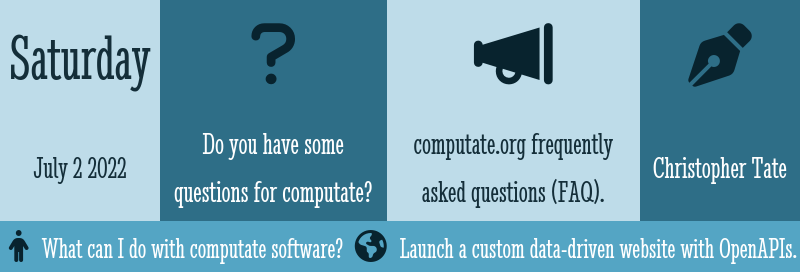 Saturday
July 2 2022
?
Do you have some
questions for computate?
computate.org frequently
asked questions (FAQ).
Christopher Tate
What can I do with computate software?
Launch a custom data-driven website with OpenAPIs.